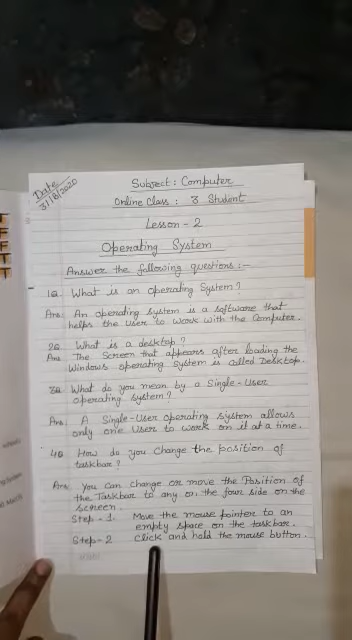 Date
31/8/2020
Subject: Computer
Online Class: 3 Student
Lesson - 2
Operating System
Answer the following questions:-
1Q. What is an operating System?
Ans: An operating system is a software that
helps the user to work with the Computer.
2Q. What is a desktop?
Ans The Screen that appears after loading the
Windows operating System is called Desktop.
3Q What do you mean by a Single-User
operating System?
Ans: A Single-User operating System allows
only one User to work on it at a time.
4Q How do you change the position of
taskbar?
Ans: You can change or move the Position of
the Taskbar to any on the four side on the
screen.
Step-1. Move the mouse pointer to an
empty space on the taskbar.
Step-2 click and hold the mouse button.